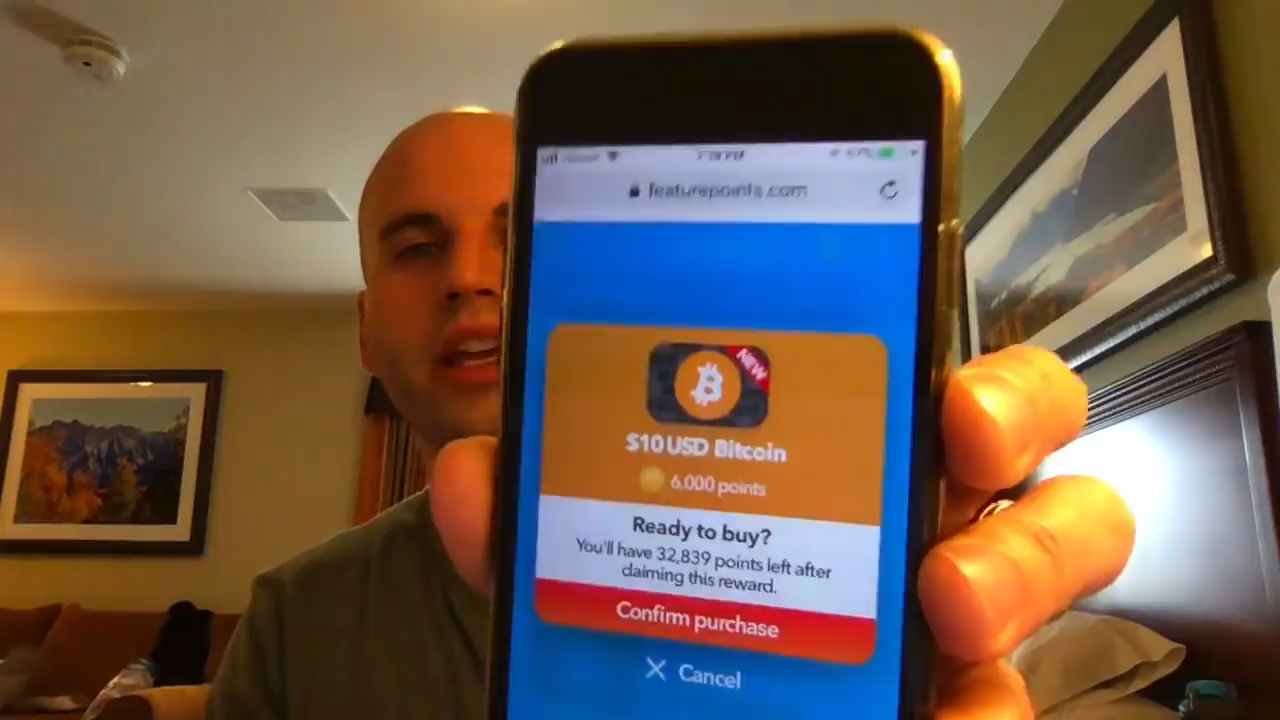 featurepoints.com
NEW
$10 USD Bitcoin
6,000 points
Ready to buy?
You'll have 32,839 points left after
claiming this reward.
Confirm purchase
Cancel